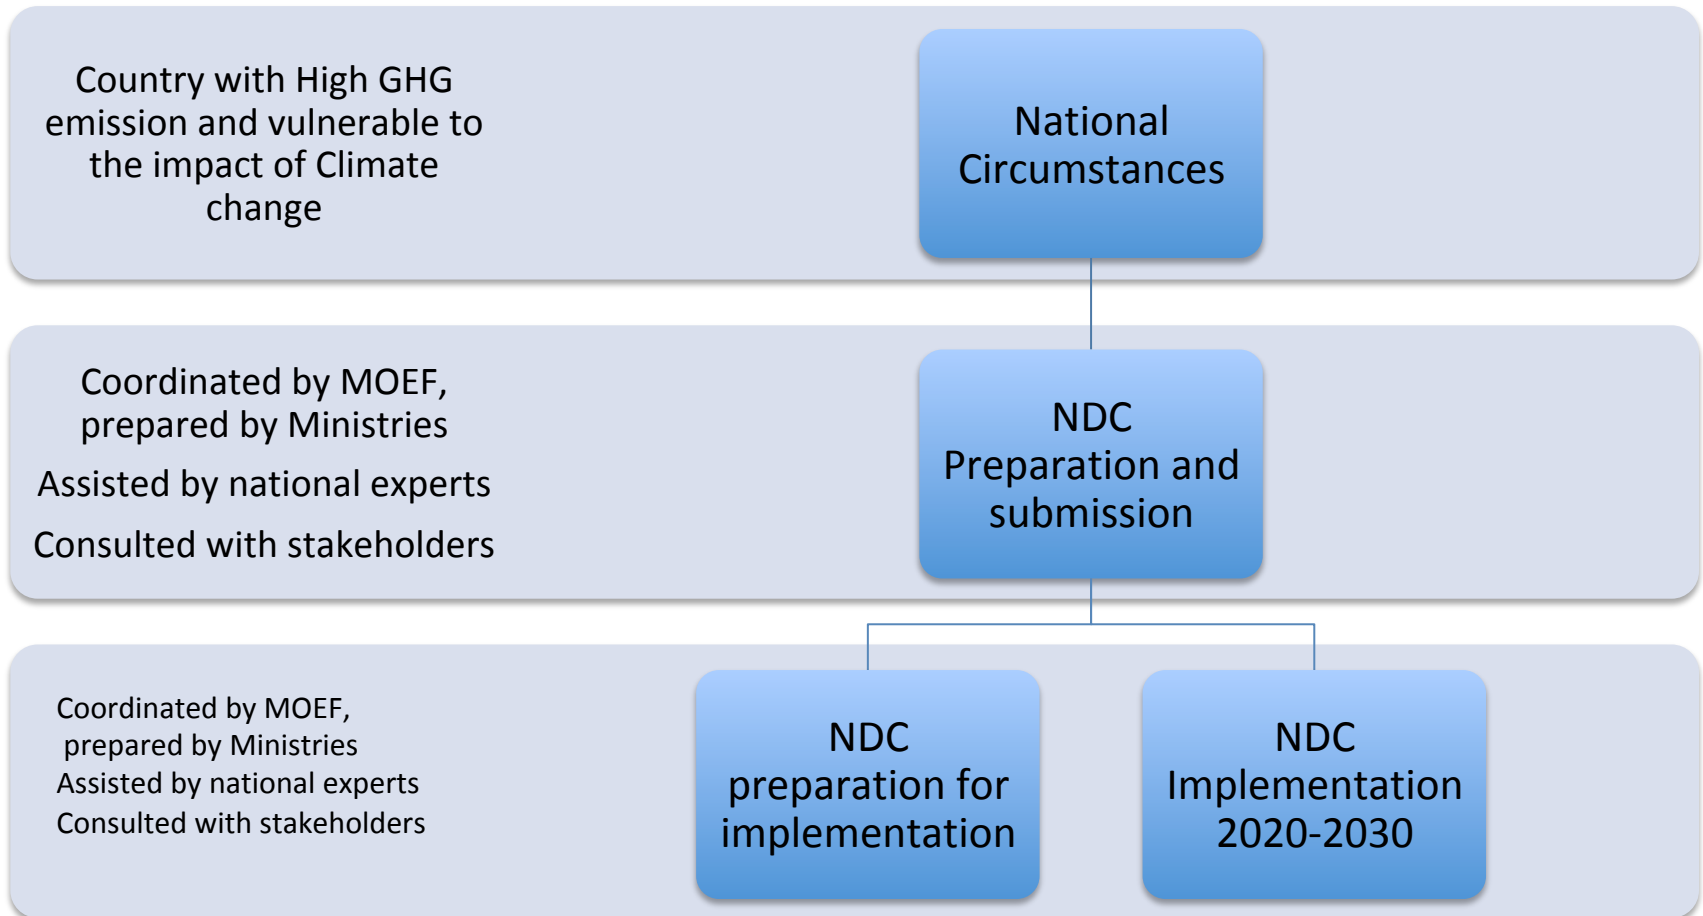 Country with High GHG
emission and vulnerable to
the impact of Climate
change
National
Circumstances
Coordinated by MOEF,
prepared by Ministries
Assisted by national experts
Consulted with stakeholders
NDC
Preparation and
submission
Coordinated by MOEF,
prepared by Ministries
Assisted by national experts
Consulted with stakeholders
NDC
preparation for
implementation
NDC
Implementation
2020-2030